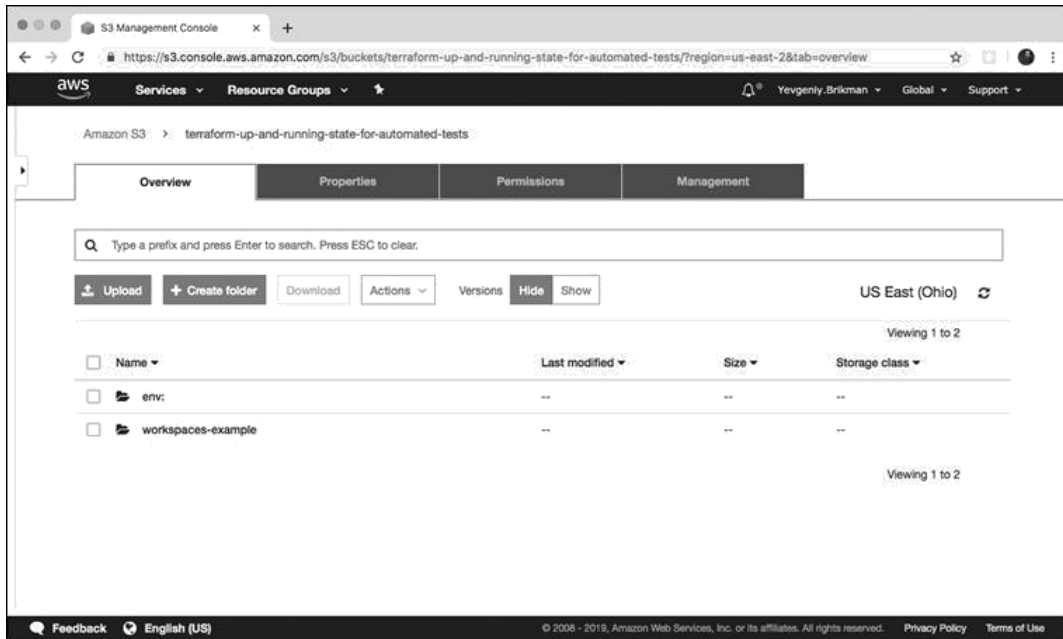 S3 Management Console
https://s3.console.aws.amazon.com/s3/buckets/terraform-up-and-running-state-for-automated-tests/?region=us-east-2&tab=overview
aws Services Resource Groups Yevgeniy.Brikman Global Support
Amazon S3 > terraform-up-and-running-state-for-automated-tests
Overview Properties Permissions Management
Type a prefix and press Enter to search. Press ESC to clear.
Upload + Create folder Download Actions Versions Hide Show US East (Ohio)
Viewing 1 to 2
Name Last modified Size Storage class
env: -- -- --
workspaces-example -- -- --
Viewing 1 to 2
Feedback English (US) © 2008 - 2019, Amazon Web Services, Inc. or its affiliates. All rights reserved. Privacy Policy Terms of Use